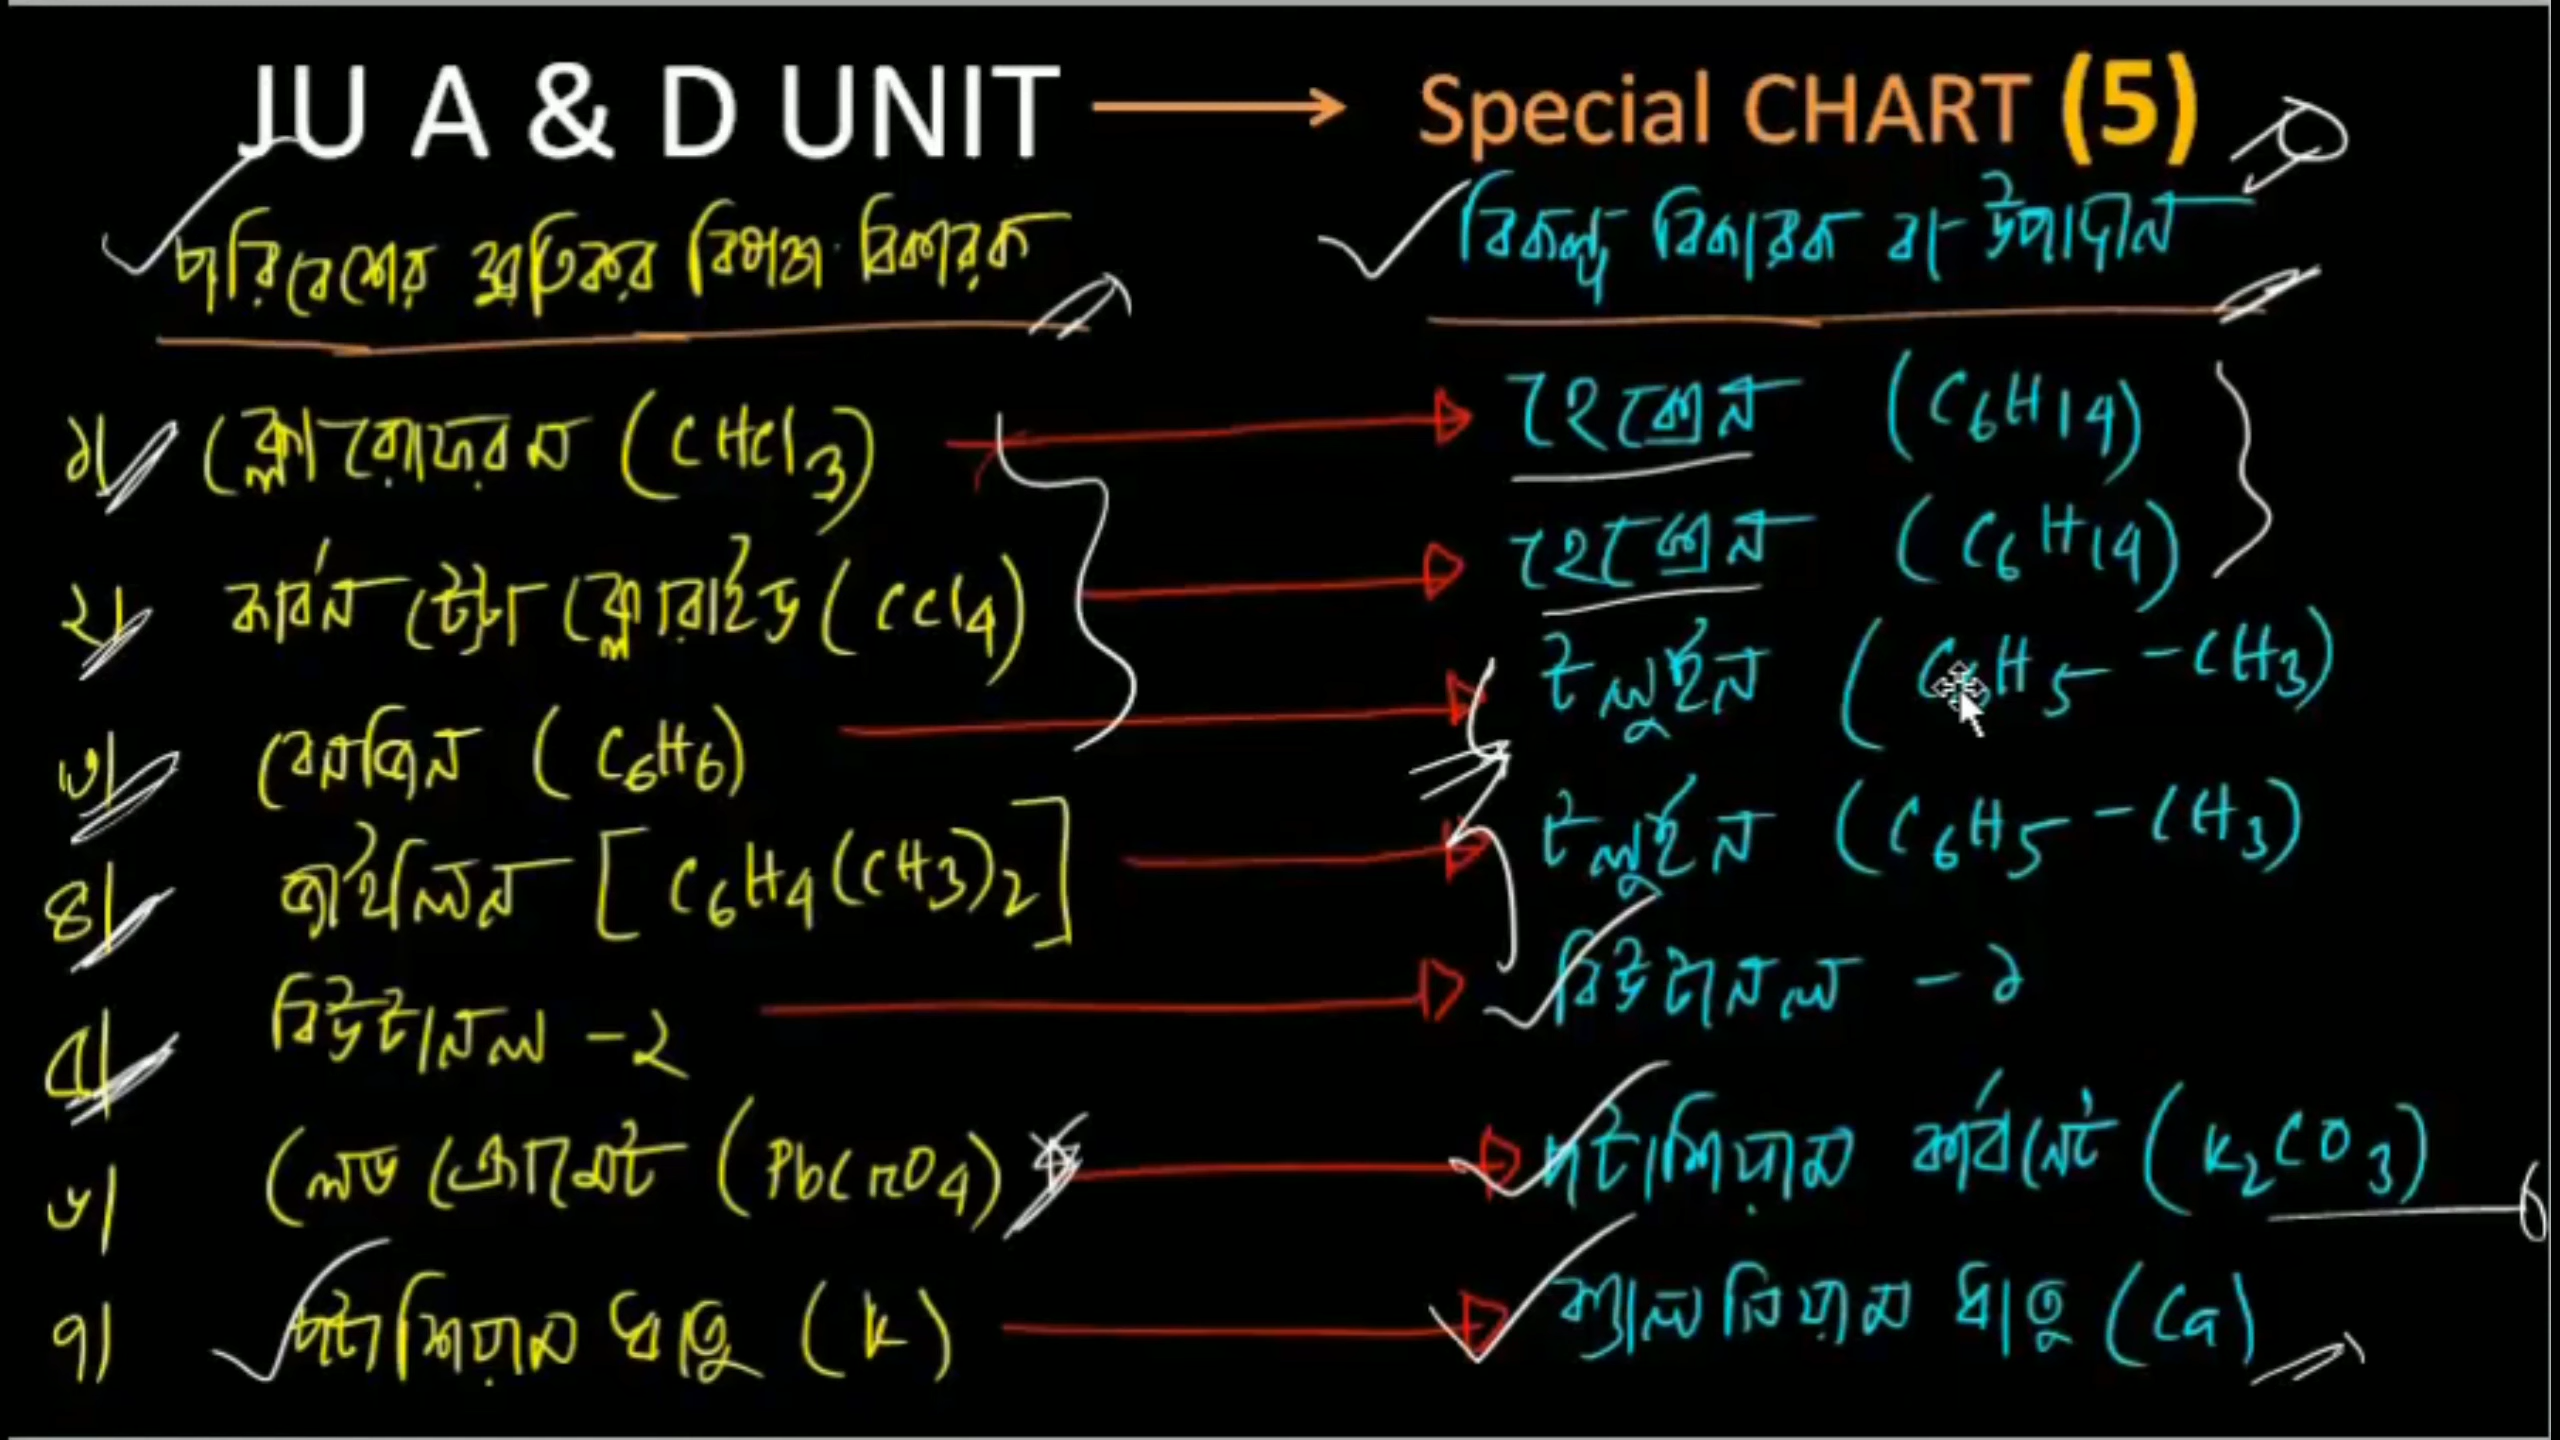 JU A & D UNIT → Special CHART (5)
পরিবেশের ক্ষতিকর বিষাক্ত বিকারক
বিকল্প বিকারক বা উপাদান
১। ক্লোরোফরম (CHCl3) → হেক্সেন (C6H14)
২। কার্বন টেট্রা ক্লোরাইড (CCl4) → হেক্সেন (C6H14)
৩। বেনজিন (C6H6) → টলুইন (C6H5-CH3)
৪। জাইলিন [C6H4(CH3)2] → টলুইন (C6H5-CH3)
৫। বিউটানল -২ → বিউটানল -১
৬। লেড ক্রোমেট (PbCrO4) → পটাশিয়াম কার্বনেট (K2CO3)
৭। পটাশিয়াম ধাতু (K) → ক্যালসিয়াম ধাতু (Ca)